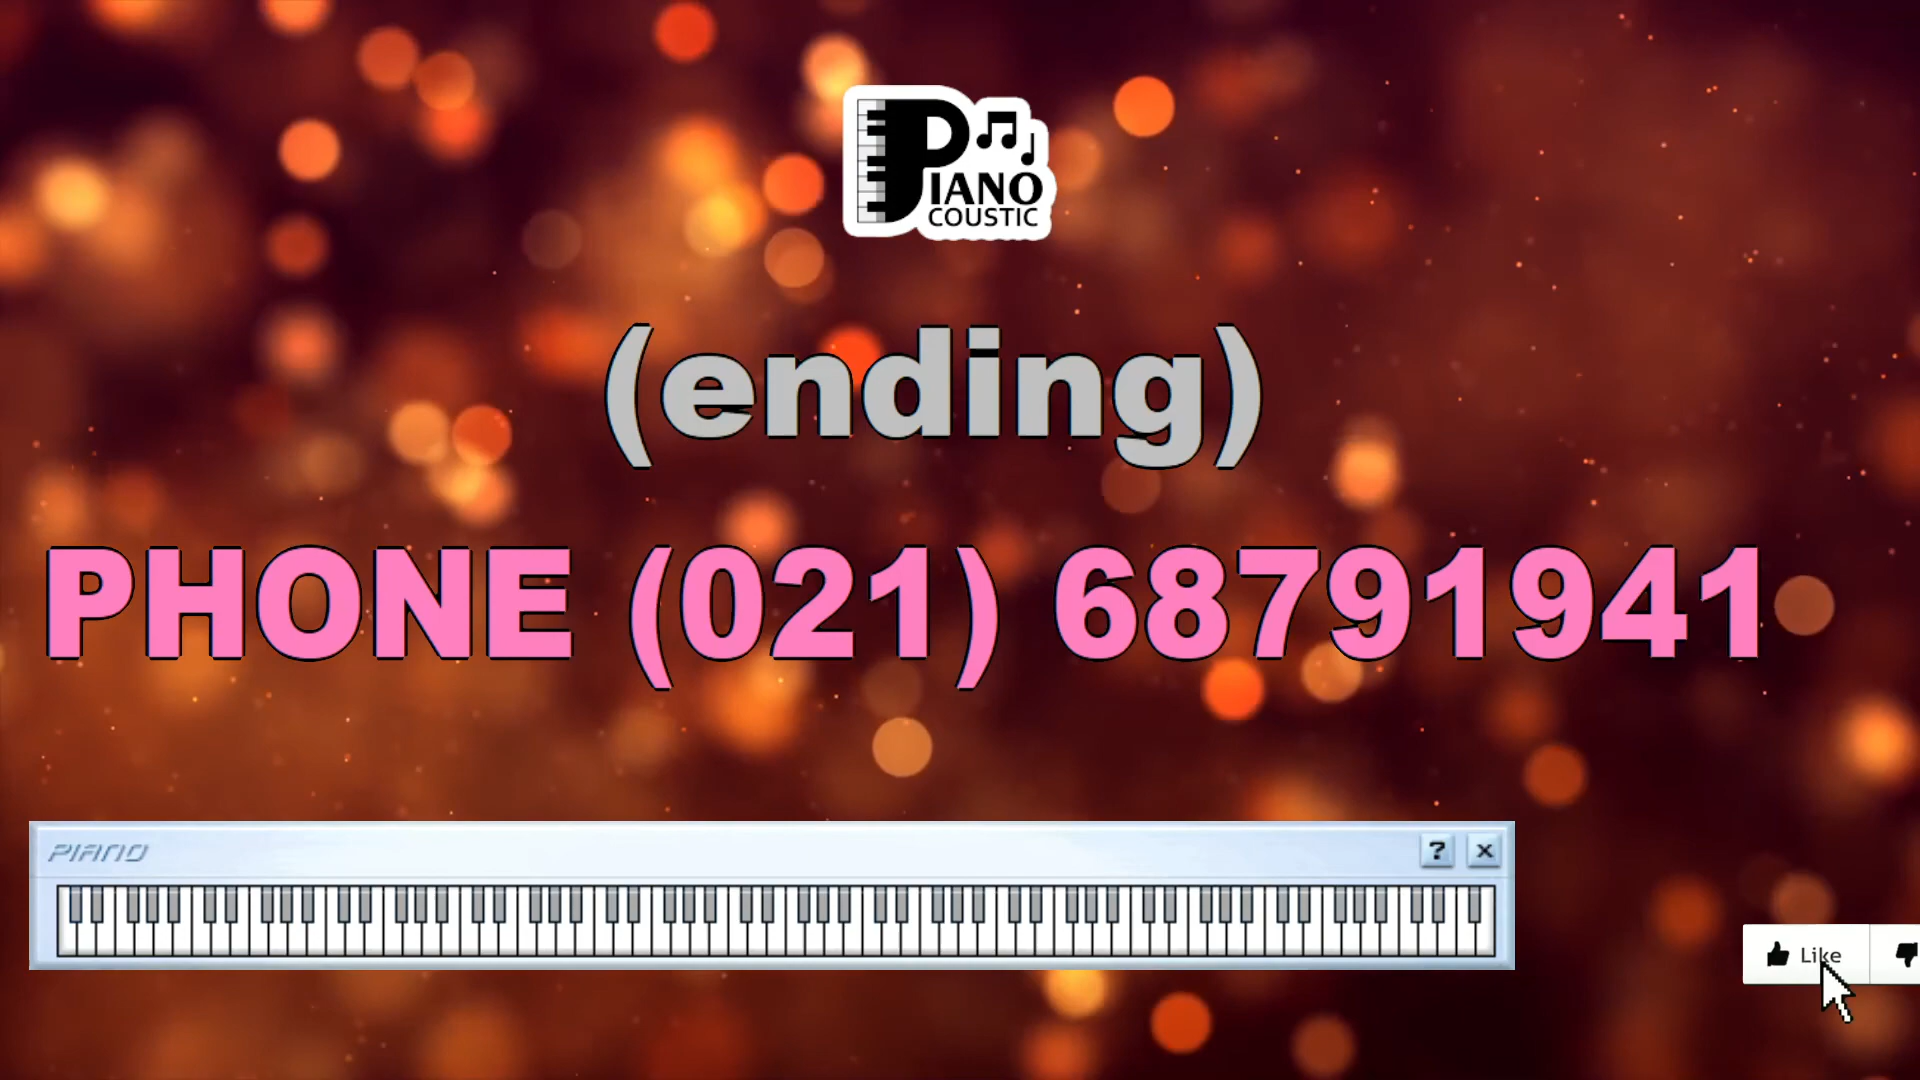 PIANO
COUSTIC
(ending)
PHONE (021) 68791941
PIANO
? x
Like